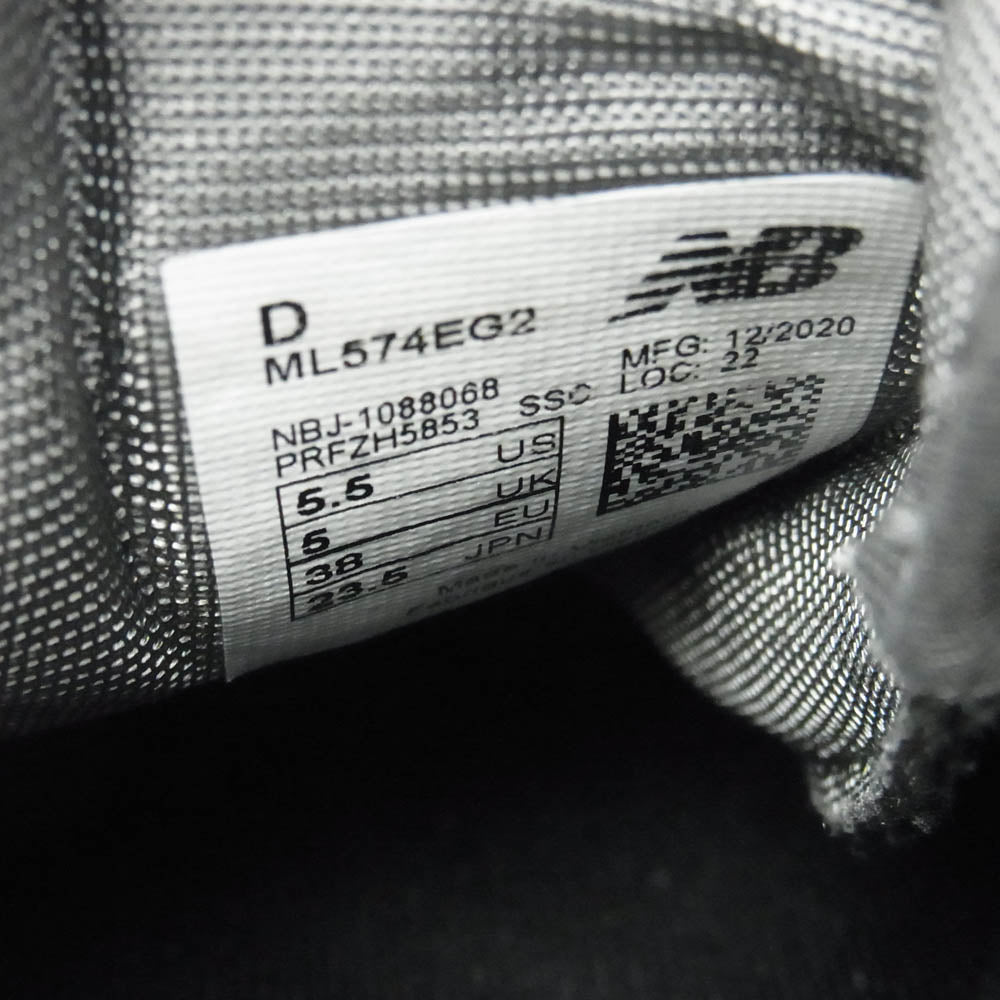 D
ML574EG2
NB
MFG: 12/2020
LOC: 22
NBJ-1088068
PRFZH5853 SSC
5.5 US
5 UK
38 EU
23.5 JPN